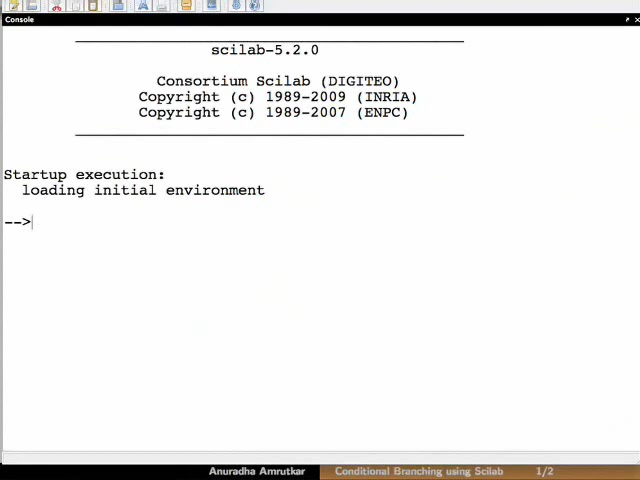 Console
scilab-5.2.0
Consortium Scilab (DIGITEO)
Copyright (c) 1989-2009 (INRIA)
Copyright (c) 1989-2007 (ENPC)
Startup execution:
loading initial environment
-->
Anuradha Amrutkar Conditional Branching using Scilab 1/2